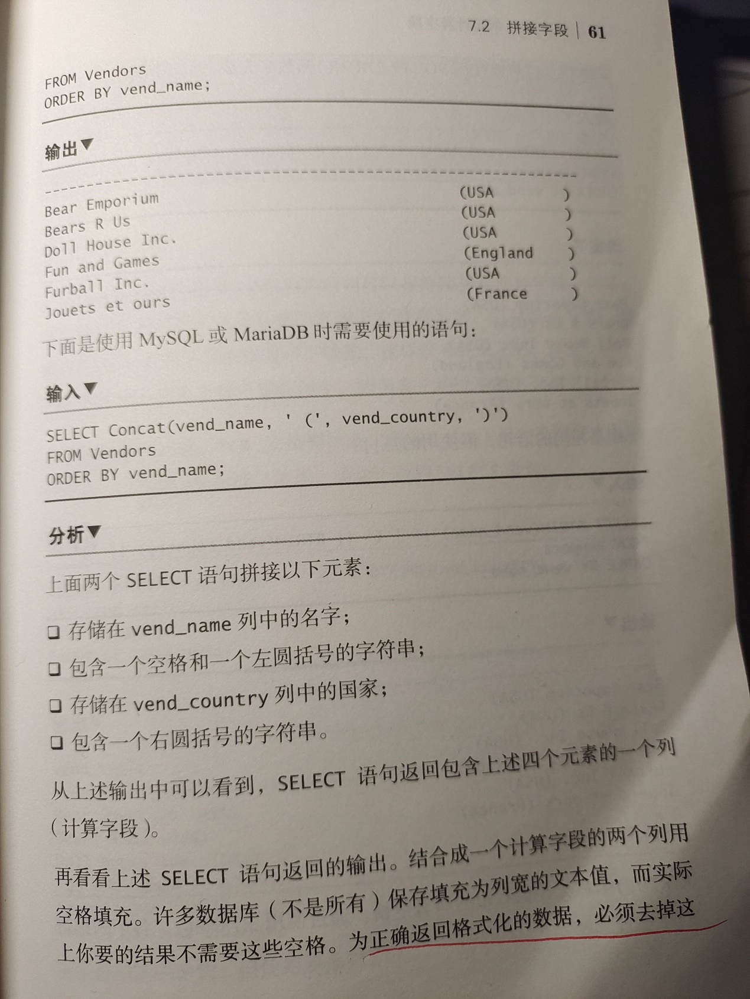 7.2 拼接字段 | 61
FROM Vendors
ORDER BY vend_name;
输出▼
-----------------------------------------------------------
Bear Emporium (USA )
Bears R Us (USA )
Doll House Inc. (USA )
Fun and Games (England )
Furball Inc. (USA )
Jouets et ours (France )
下面是使用 MySQL 或 MariaDB 时需要使用的语句：
输入▼
SELECT Concat(vend_name, ' (', vend_country, ')')
FROM Vendors
ORDER BY vend_name;
分析▼
上面两个 SELECT 语句拼接以下元素：
❑ 存储在 vend_name 列中的名字；
❑ 包含一个空格和一个左圆括号的字符串；
❑ 存储在 vend_country 列中的国家；
❑ 包含一个右圆括号的字符串。
从上述输出中可以看到，SELECT 语句返回包含上述四个元素的一个列
（计算字段）。
再看看上述 SELECT 语句返回的输出。结合成一个计算字段的两个列用
空格填充。许多数据库（不是所有）保存填充为列宽的文本值，而实际
上你要的结果不需要这些空格。为正确返回格式化的数据，必须去掉这